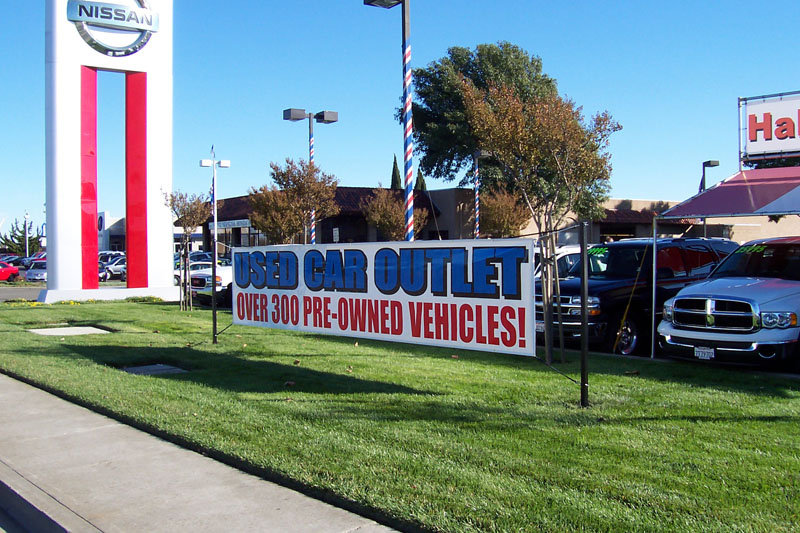 NISSAN
USED CAR OUTLET
OVER 300 PRE-OWNED VEHICLES!
Ha